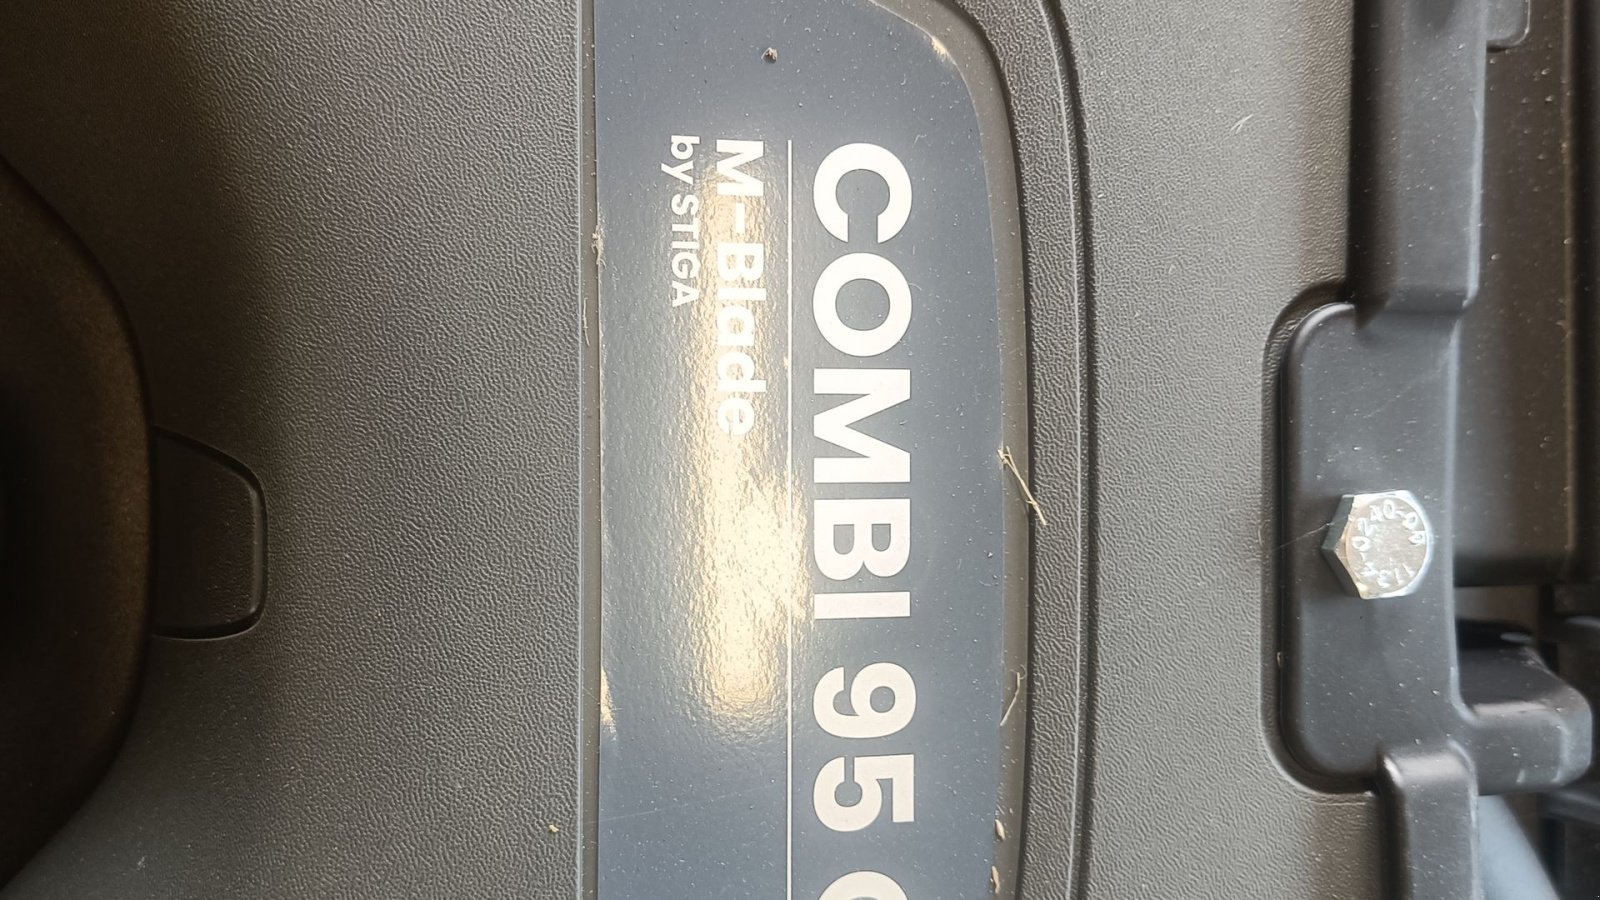 COMBI 95
M-Blade
by STIGA